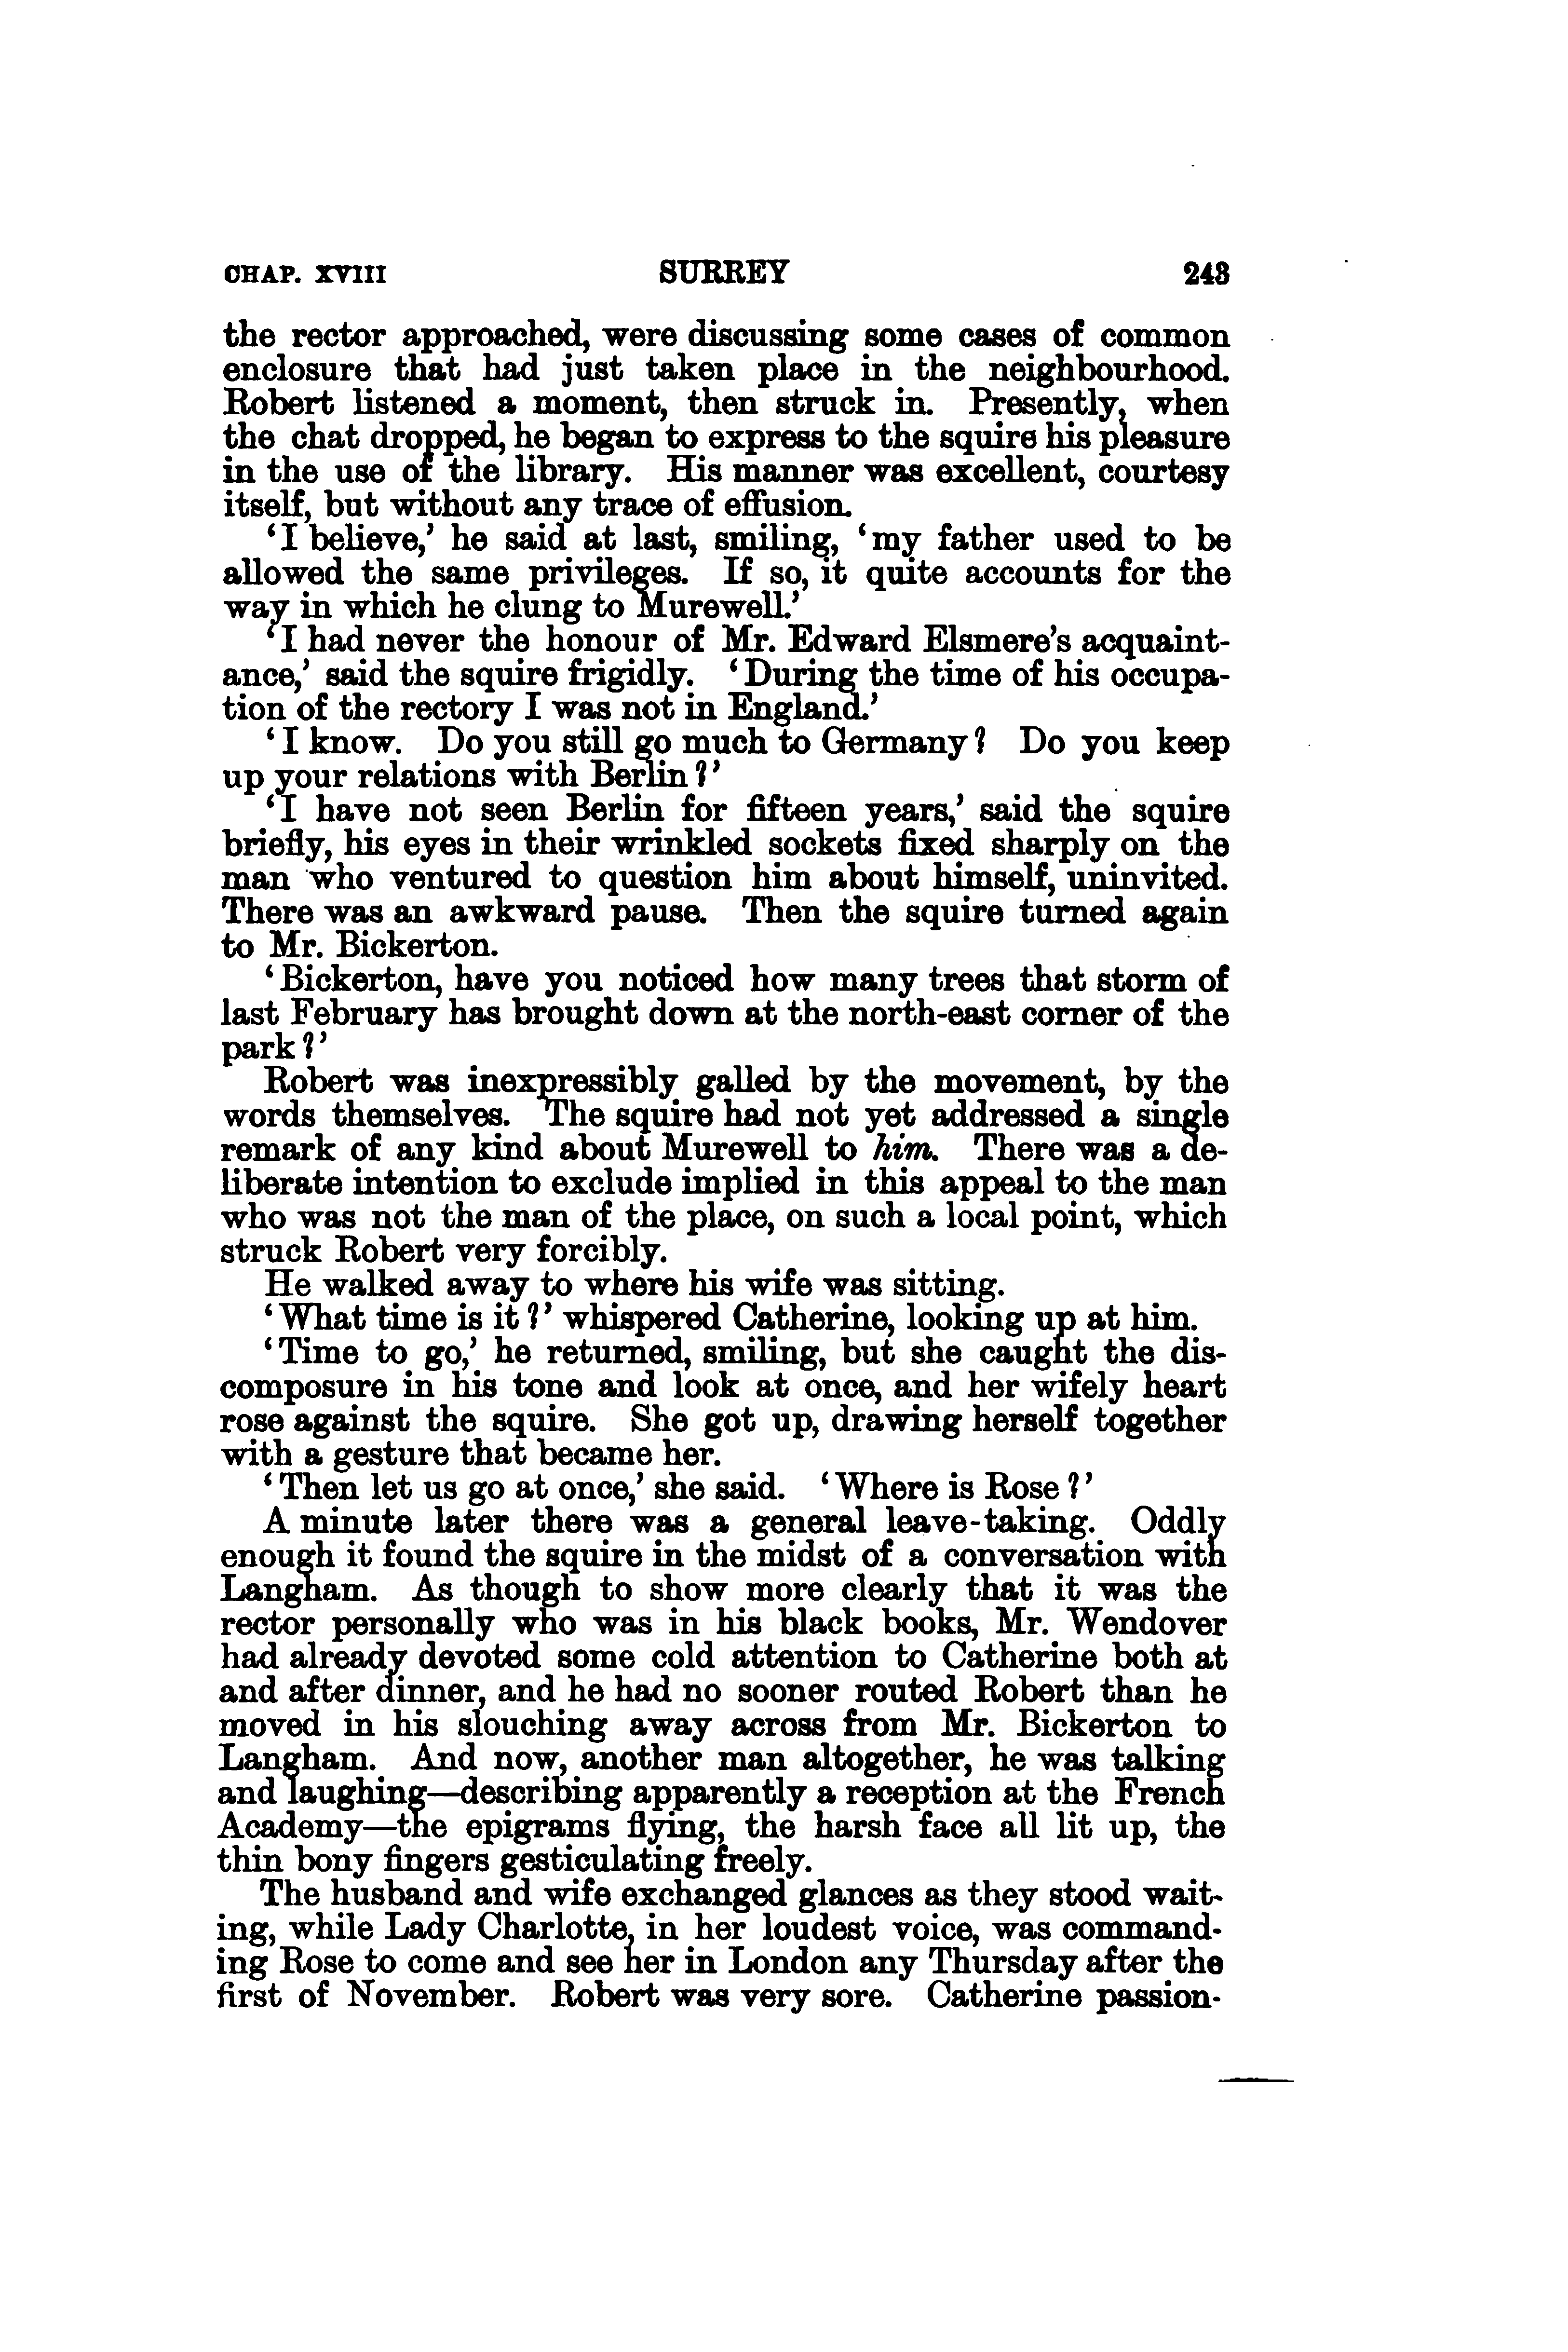 CHAP. XVIII SURREY 243
the rector approached, were discussing some cases of common
enclosure that had just taken place in the neighbourhood.
Robert listened a moment, then struck in. Presently, when
the chat dropped, he began to express to the squire his pleasure
in the use of the library. His manner was excellent, courtesy
itself, but without any trace of effusion.
‘I believe,’ he said at last, smiling, ‘my father used to be
allowed the same privileges. If so, it quite accounts for the
way in which he clung to Murewell.’
‘I had never the honour of Mr. Edward Elsmere’s acquaint-
ance,’ said the squire frigidly. ‘During the time of his occupa-
tion of the rectory I was not in England.’
‘I know. Do you still go much to Germany? Do you keep
up your relations with Berlin?’
‘I have not seen Berlin for fifteen years,’ said the squire
briefly, his eyes in their wrinkled sockets fixed sharply on the
man who ventured to question him about himself, uninvited.
There was an awkward pause. Then the squire turned again
to Mr. Bickerton.
‘Bickerton, have you noticed how many trees that storm of
last February has brought down at the north-east corner of the
park?’
Robert was inexpressibly galled by the movement, by the
words themselves. The squire had not yet addressed a single
remark of any kind about Murewell to him. There was a de-
liberate intention to exclude implied in this appeal to the man
who was not the man of the place, on such a local point, which
struck Robert very forcibly.
He walked away to where his wife was sitting.
‘What time is it?’ whispered Catherine, looking up at him.
‘Time to go,’ he returned, smiling, but she caught the dis-
composure in his tone and look at once, and her wifely heart
rose against the squire. She got up, drawing herself together
with a gesture that became her.
‘Then let us go at once,’ she said. ‘Where is Rose?’
A minute later there was a general leave-taking. Oddly
enough it found the squire in the midst of a conversation with
Langham. As though to show more clearly that it was the
rector personally who was in his black books, Mr. Wendover
had already devoted some cold attention to Catherine both at
and after dinner, and he had no sooner routed Robert than he
moved in his slouching away across from Mr. Bickerton to
Langham. And now, another man altogether, he was talking
and laughing—describing apparently a reception at the French
Academy—the epigrams flying, the harsh face all lit up, the
thin bony fingers gesticulating freely.
The husband and wife exchanged glances as they stood wait-
ing, while Lady Charlotte, in her loudest voice, was command-
ing Rose to come and see her in London any Thursday after the
first of November. Robert was very sore. Catherine passion-